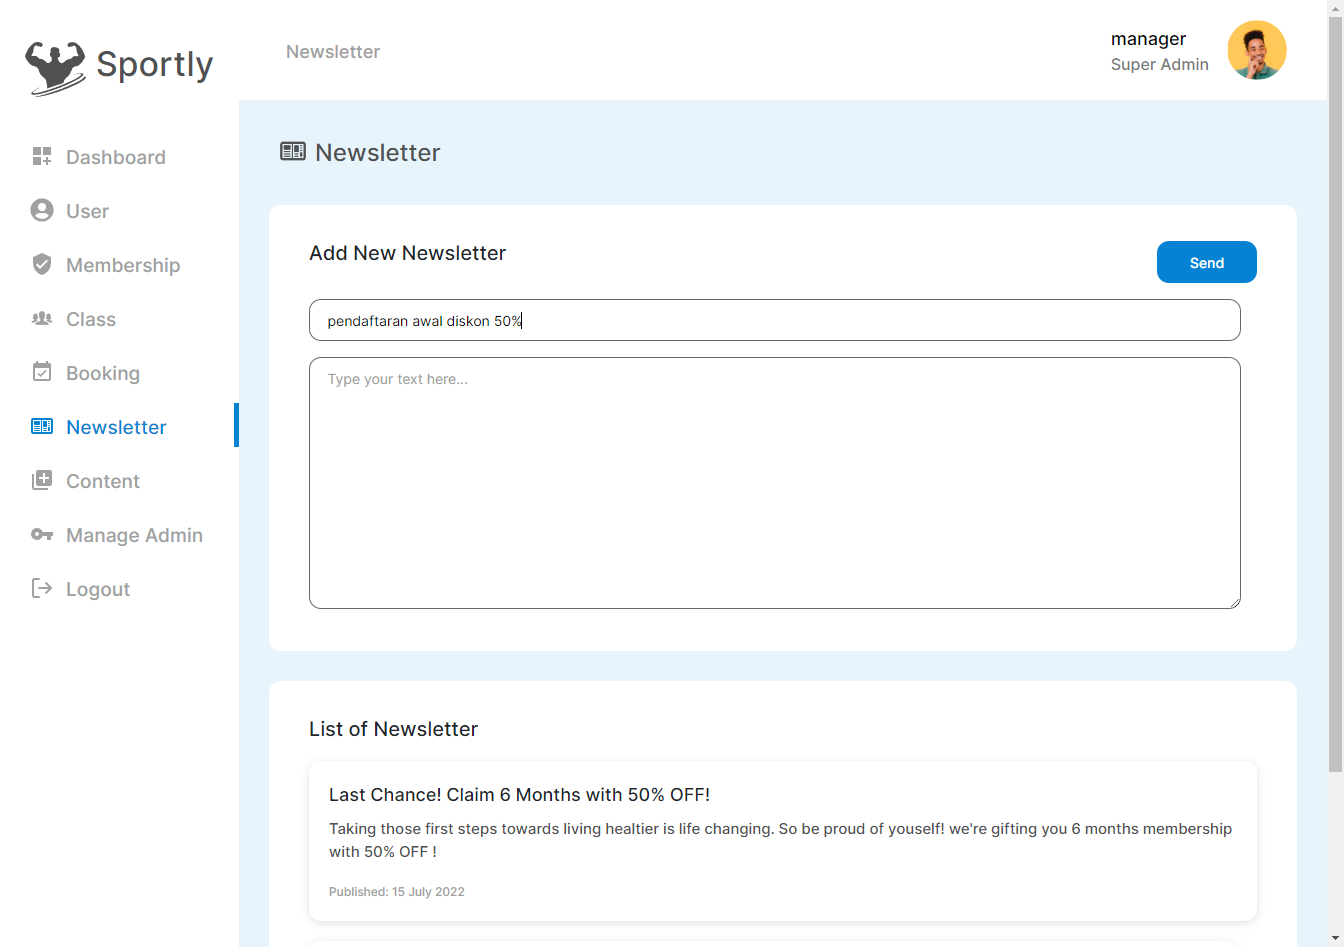 Sportly
Newsletter
manager
Super Admin
Dashboard
User
Membership
Class
Booking
Newsletter
Content
Manage Admin
Logout
Newsletter
Add New Newsletter
Send
pendaftaran awal diskon 50%
Type your text here...
List of Newsletter
Last Chance! Claim 6 Months with 50% OFF!
Taking those first steps towards living healtier is life changing. So be proud of youself! we're gifting you 6 months membership
with 50% OFF !
Published: 15 July 2022